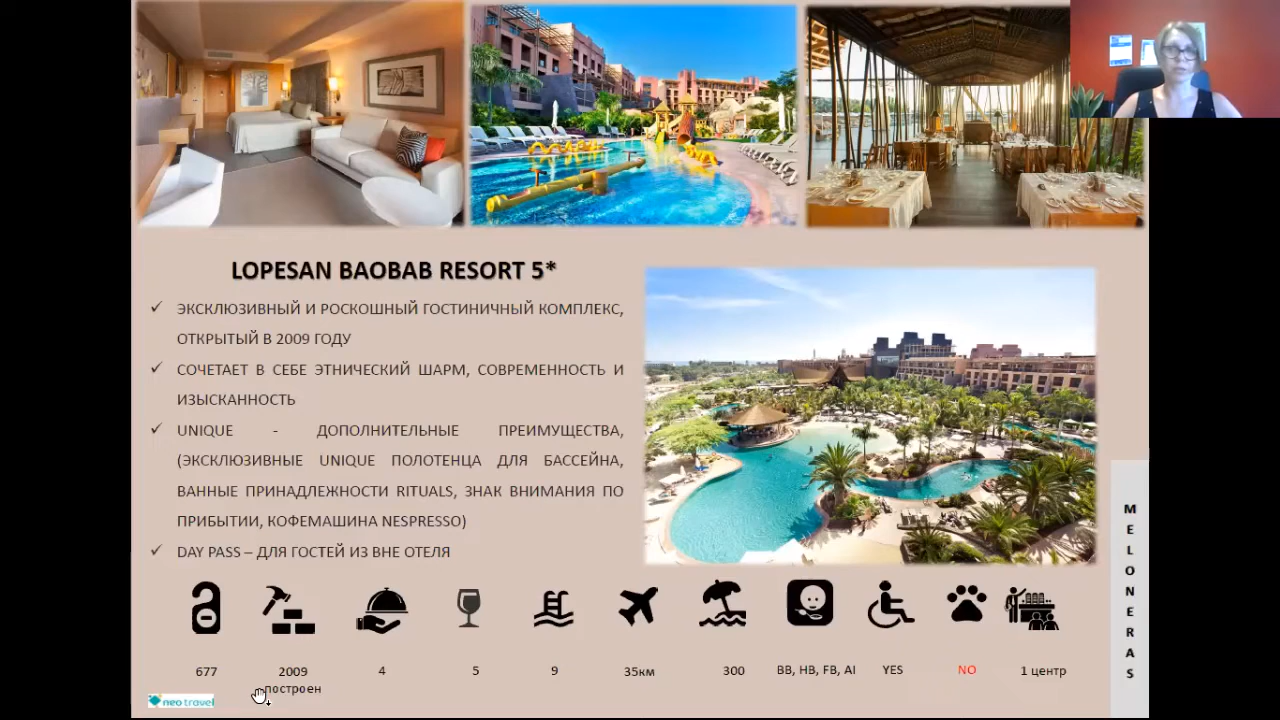 LOPESAN BAOBAB RESORT 5*
ЭКСКЛЮЗИВНЫЙ И РОСКОШНЫЙ ГОСТИНИЧНЫЙ КОМПЛЕКС,
ОТКРЫТЫЙ В 2009 ГОДУ
СОЧЕТАЕТ В СЕБЕ ЭТНИЧЕСКИЙ ШАРМ, СОВРЕМЕННОСТЬ И
ИЗЫСКАННОСТЬ
UNIQUE - ДОПОЛНИТЕЛЬНЫЕ ПРЕИМУЩЕСТВА,
(ЭКСКЛЮЗИВНЫЕ UNIQUE ПОЛОТЕНЦА ДЛЯ БАССЕЙНА,
ВАННЫЕ ПРИНАДЛЕЖНОСТИ RITUALS, ЗНАК ВНИМАНИЯ ПО
ПРИБЫТИИ, КОФЕМАШИНА NESPRESSO)
DAY PASS – ДЛЯ ГОСТЕЙ ИЗ ВНЕ ОТЕЛЯ
MELONERAS
677 2009 4 5 9 35км 300 BB, HB, FB, AI YES NO 1 центр
построен
neo travel